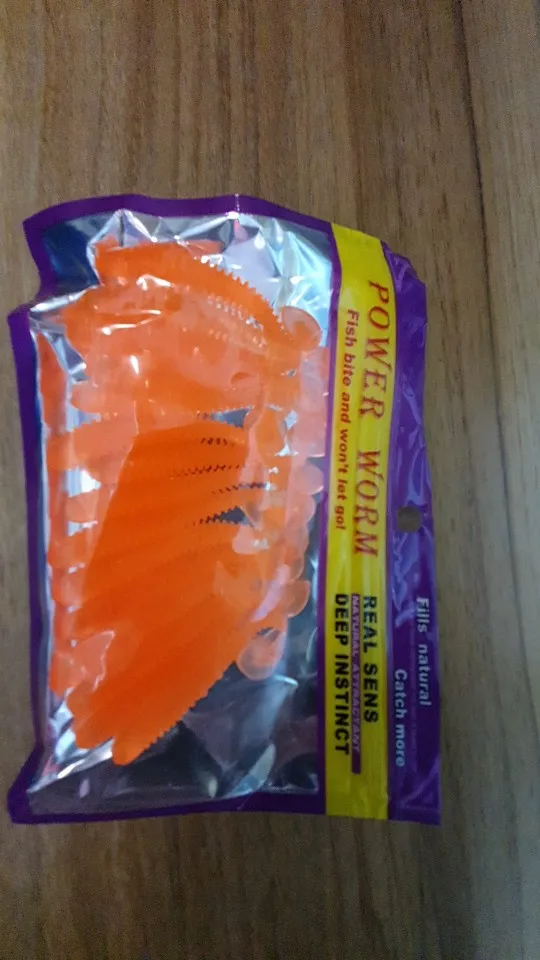 Fills natural
Catch more
POWER WORM
Fish bite and won't let go!
REAL SENS
NATURAL ATTRACTANT
DEEP INSTINCT